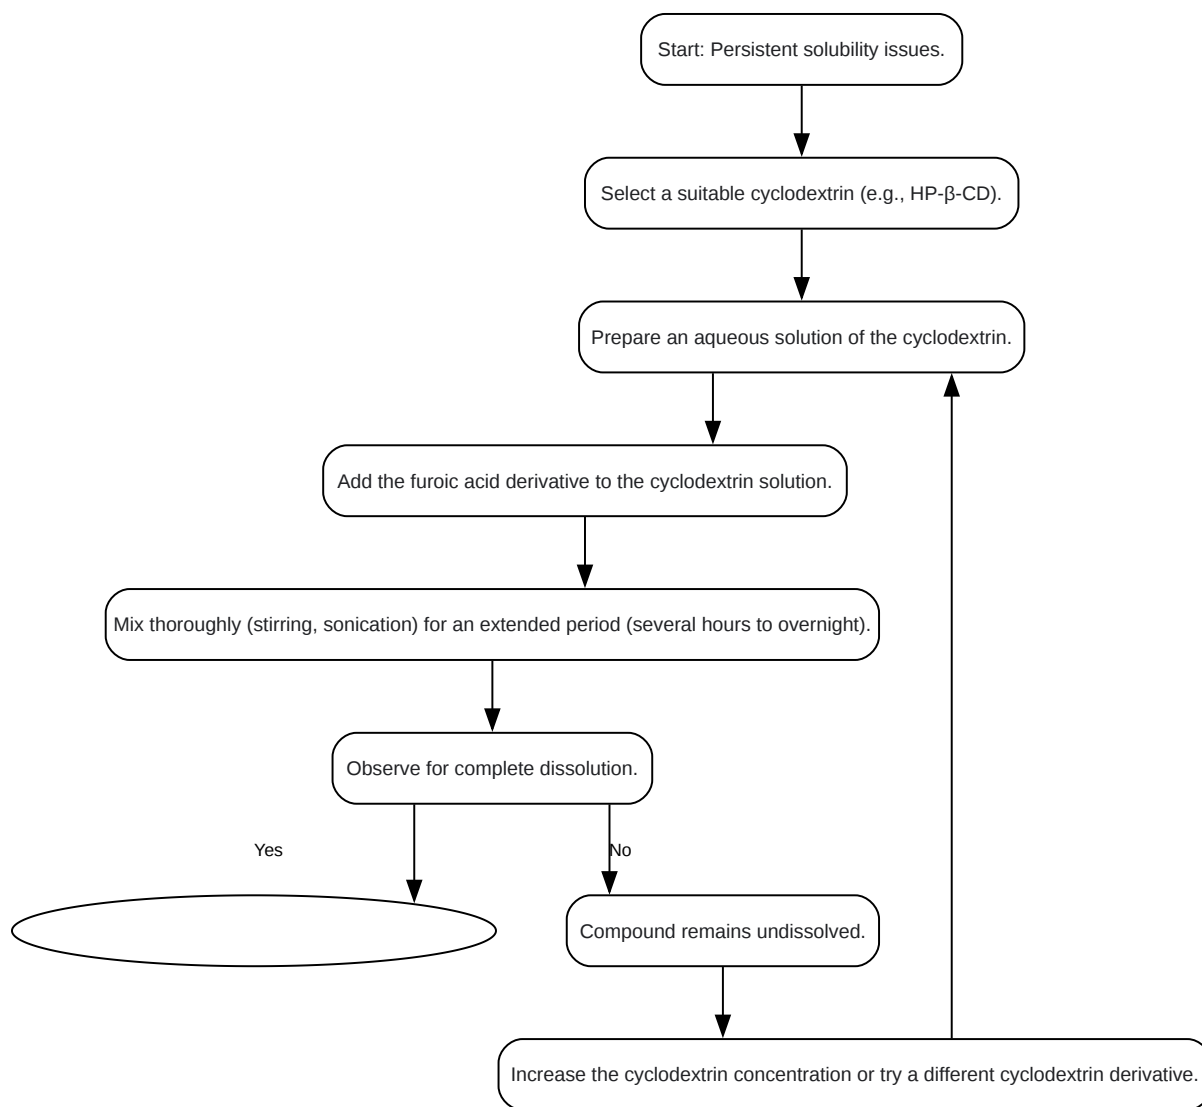 Start: Persistent solubility issues.
Select a suitable cyclodextrin (e.g., HP-β-CD).
Prepare an aqueous solution of the cyclodextrin.
Add the furoic acid derivative to the cyclodextrin solution.
Mix thoroughly (stirring, sonication) for an extended period (several hours to overnight).
Observe for complete dissolution.
Yes
No
Compound remains undissolved.
Increase the cyclodextrin concentration or try a different cyclodextrin derivative.